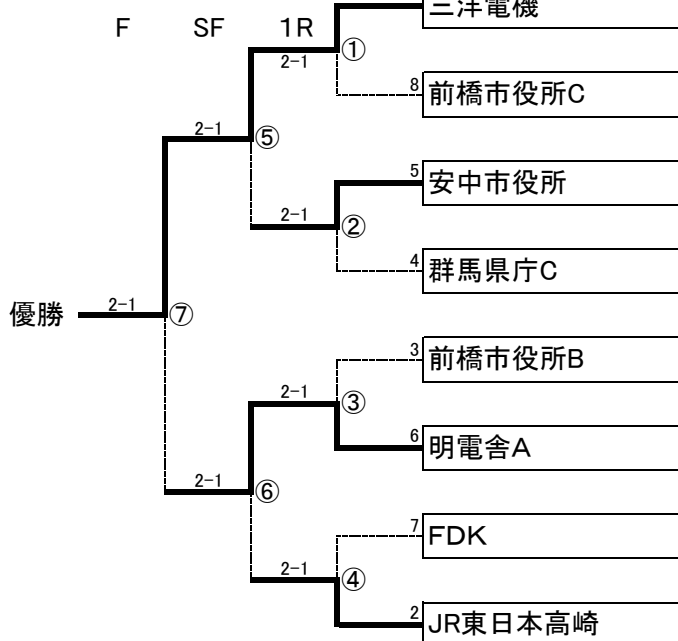 三洋電機
F SF 1R
①
2-1
8 前橋市役所C
2-1
⑤
5 安中市役所
2-1
②
4 群馬県庁C
優勝 2-1 ⑦
3 前橋市役所B
2-1
③
6 明電舎A
2-1
⑥
7 FDK
2-1
④
2 JR東日本高崎